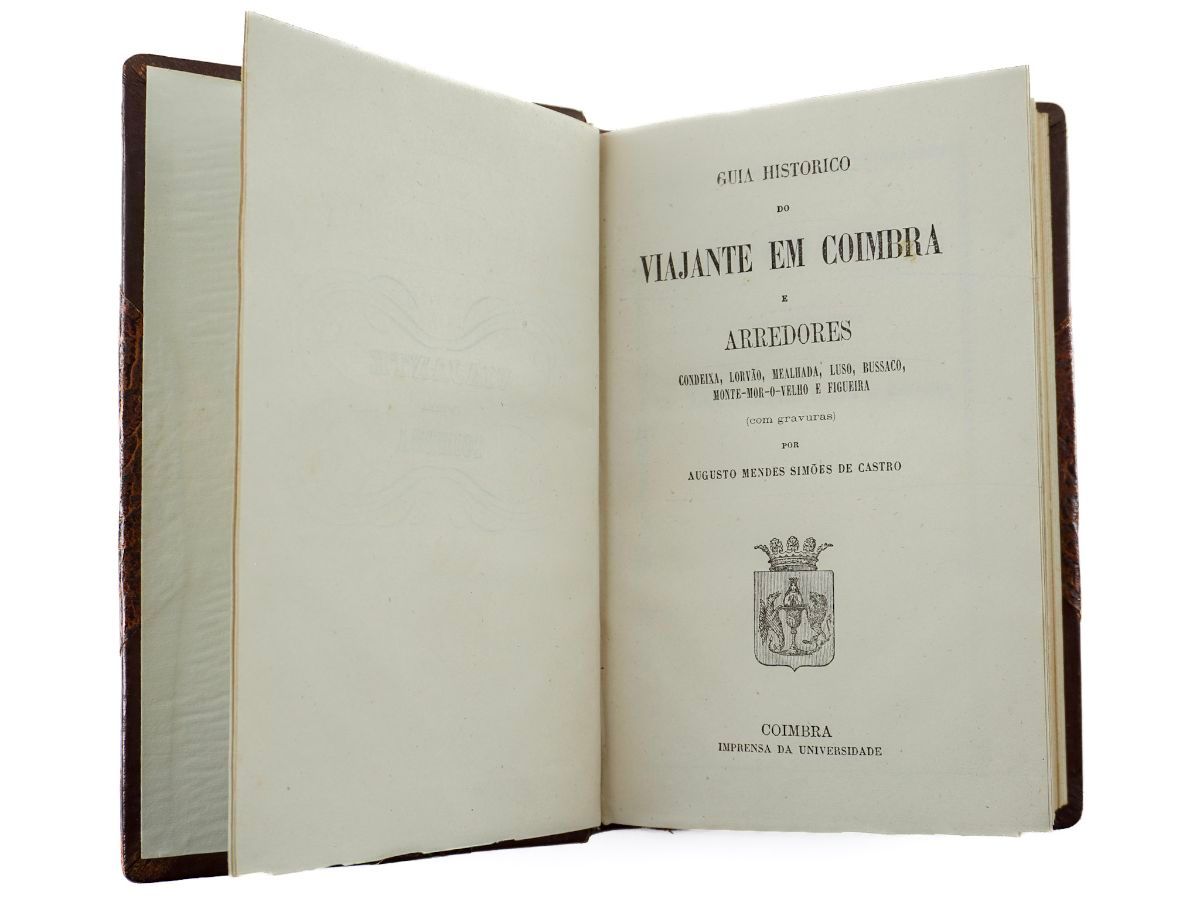 GUIA HISTORICO
DO
VIAJANTE EM COIMBRA
E
ARREDORES
CONDEIXA, LORVÃO, MEALHADA, LUSO, BUSSACO,
MONTE-MOR-O-VELHO E FIGUEIRA
(com gravuras)
POR
AUGUSTO MENDES SIMÕES DE CASTRO
COIMBRA
IMPRENSA DA UNIVERSIDADE